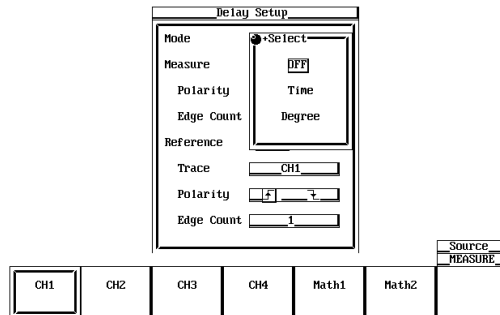 Delay Setup
Mode
+Select
Measure
OFF
Polarity
Time
Edge Count
Degree
Reference
Trace
CH1
Polarity
Edge Count
1
Source
MEASURE
CH1
CH2
CH3
CH4
Math1
Math2